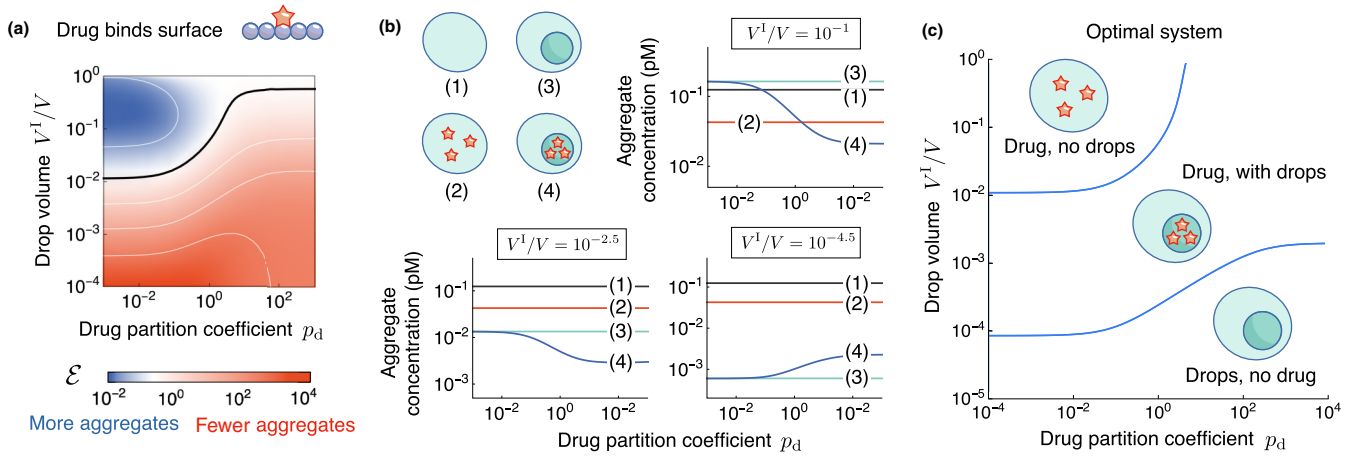 (a) Drug binds surface
Drop volume V^I/V
10^0
10^-1
10^-2
10^-3
10^-4
10^-2 10^0 10^2
Drug partition coefficient p_d
ℰ
10^-2 10^0 10^2 10^4
More aggregates Fewer aggregates
(b)
(1) (3)
(2) (4)
V^I/V = 10^-1
Aggregate
concentration (pM)
10^-1
10^-2
(3)
(1)
(2)
(4)
10^-2 10^0 10^-2
V^I/V = 10^-2.5
Aggregate
concentration (pM)
10^-1
10^-2
10^-3
(1)
(2)
(3)
(4)
10^-2 10^0 10^-2
V^I/V = 10^-4.5
10^-1
10^-2
10^-3
(1)
(2)
(4)
(3)
10^-2 10^0 10^-2
Drug partition coefficient p_d
(c)
Optimal system
Drop volume V^I/V
10^0
10^-1
10^-2
10^-3
10^-4
10^-5
Drug, no drops
Drug, with drops
Drops, no drug
10^-4 10^-2 10^0 10^2 10^4
Drug partition coefficient p_d